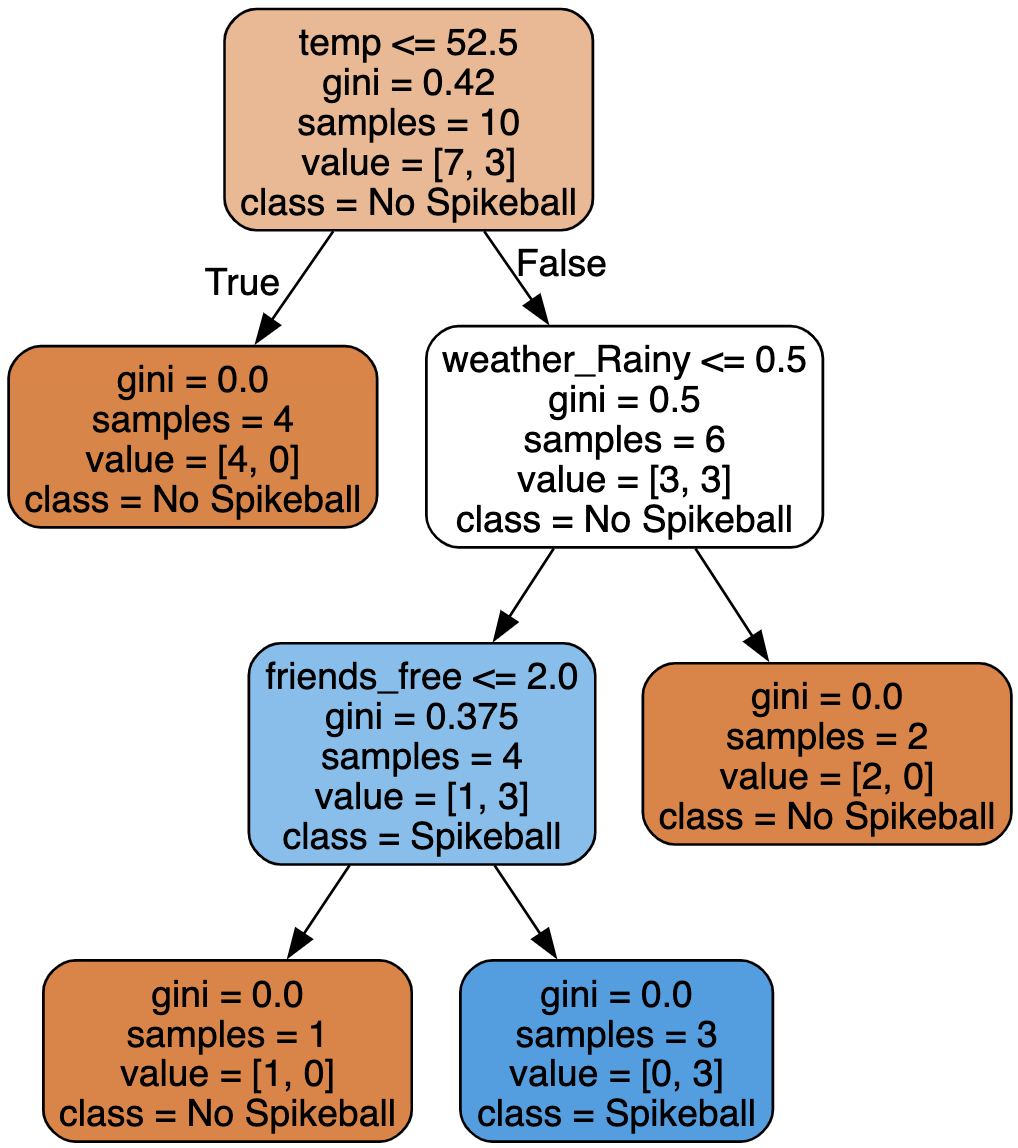 temp <= 52.5
gini = 0.42
samples = 10
value = [7, 3]
class = No Spikeball
True
False
gini = 0.0
samples = 4
value = [4, 0]
class = No Spikeball
weather_Rainy <= 0.5
gini = 0.5
samples = 6
value = [3, 3]
class = No Spikeball
friends_free <= 2.0
gini = 0.375
samples = 4
value = [1, 3]
class = Spikeball
gini = 0.0
samples = 2
value = [2, 0]
class = No Spikeball
gini = 0.0
samples = 1
value = [1, 0]
class = No Spikeball
gini = 0.0
samples = 3
value = [0, 3]
class = Spikeball